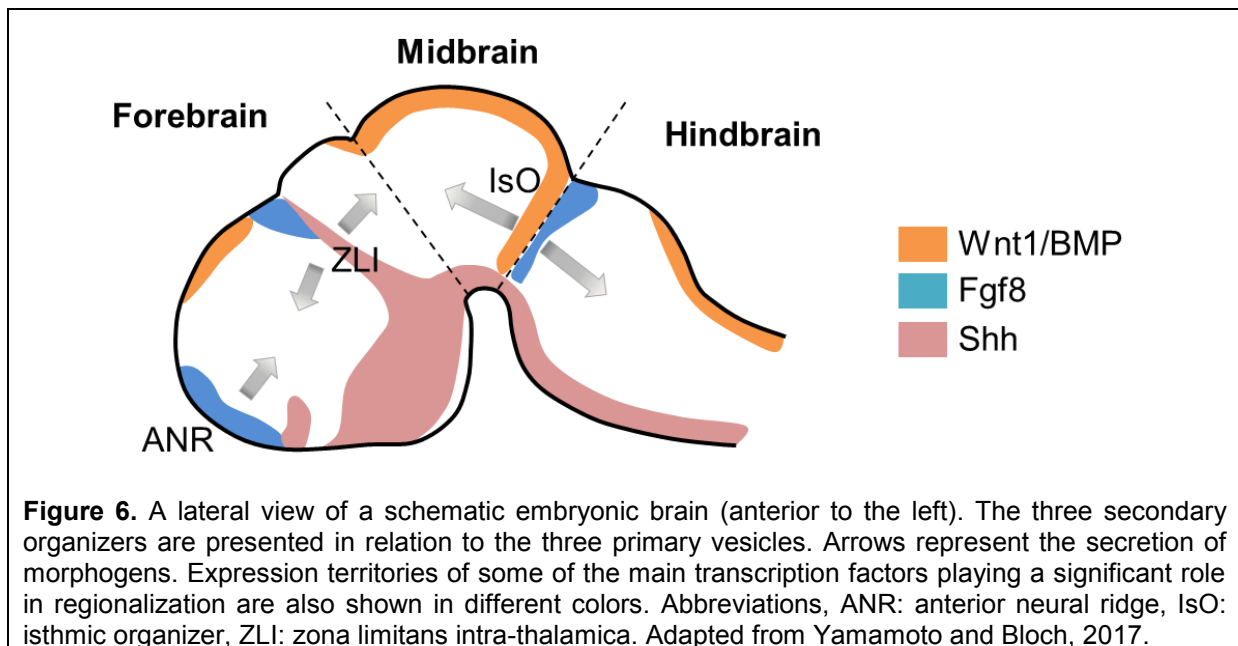 Midbrain
Forebrain
Hindbrain
IsO
ZLI
ANR
Wnt1/BMP
Fgf8
Shh
Figure 6. A lateral view of a schematic embryonic brain (anterior to the left). The three secondary
organizers are presented in relation to the three primary vesicles. Arrows represent the secretion of
morphogens. Expression territories of some of the main transcription factors playing a significant role
in regionalization are also shown in different colors. Abbreviations, ANR: anterior neural ridge, IsO:
isthmic organizer, ZLI: zona limitans intra-thalamica. Adapted from Yamamoto and Bloch, 2017.